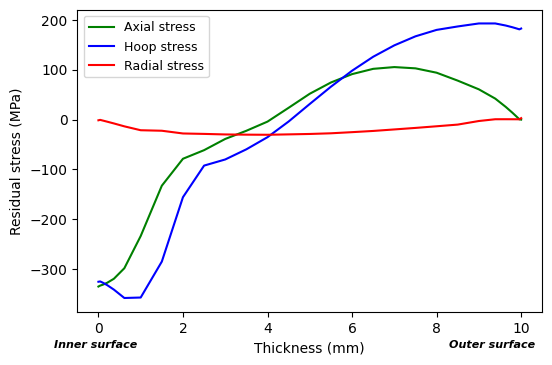 Axial stress
Hoop stress
Radial stress
200
100
0
−100
−200
−300
Residual stress (MPa)
0 2 4 6 8 10
Inner surface Thickness (mm) Outer surface